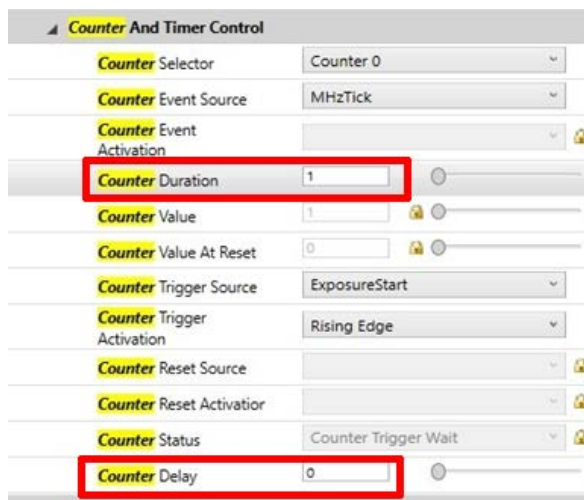 Counter And Timer Control
Counter Selector Counter 0
Counter Event Source MHzTick
Counter Event
Activation
Counter Duration 1
Counter Value 1
Counter Value At Reset 0
Counter Trigger Source ExposureStart
Counter Trigger
Activation Rising Edge
Counter Reset Source
Counter Reset Activatior
Counter Status Counter Trigger Wait
Counter Delay 0